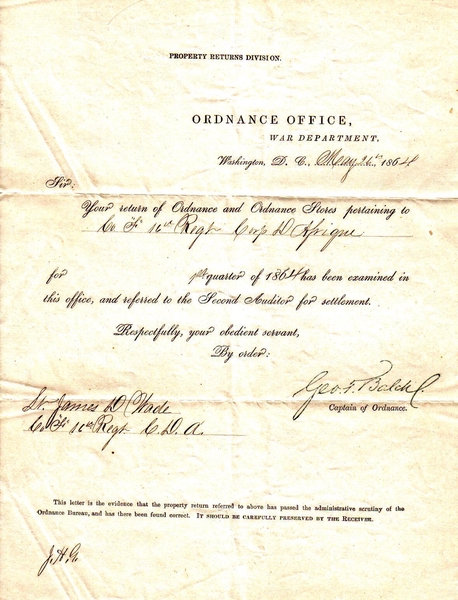 PROPERTY RETURNS DIVISION.
ORDNANCE OFFICE,
WAR DEPARTMENT,
Washington, D. C., May 26th, 1864
Sir:
Your return of Ordnance and Ordnance Stores pertaining to
Co "F" 16th Regt Corps D'Afrique
for 1st quarter of 1864 has been examined in
this office, and referred to the Second Auditor for settlement.
Respectfully, your obedient servant,
By order:
Geo. T. Balch
Captain of Ordnance.
Lt. James D Wade
Co "F" 16th Regt C. D. A.
This letter is the evidence that the property return referred to above has passed the administrative scrutiny of the
Ordnance Bureau, and has there been found correct. IT SHOULD BE CAREFULLY PRESERVED BY THE RECEIVER.